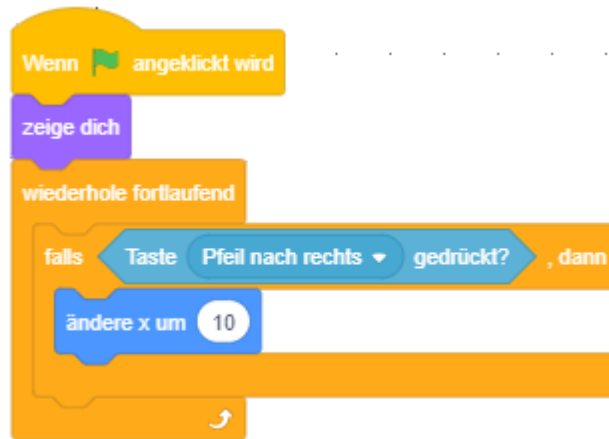 Wenn angeklickt wird
zeige dich
wiederhole fortlaufend
falls Taste Pfeil nach rechts gedrückt? , dann
ändere x um 10